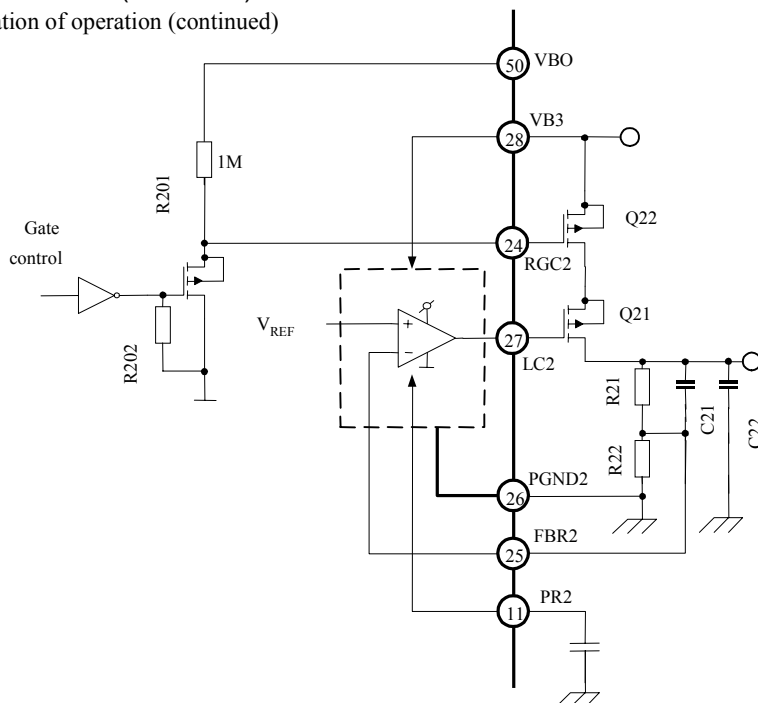 ation of operation (continued)
50 VBO
VB3
28
1M
R201
Q22
Gate
control
24
RGC2
VREF
+
−
Q21
27
LC2
R202
R21
C21
C22
R22
PGND2
26
FBR2
25
PR2
11